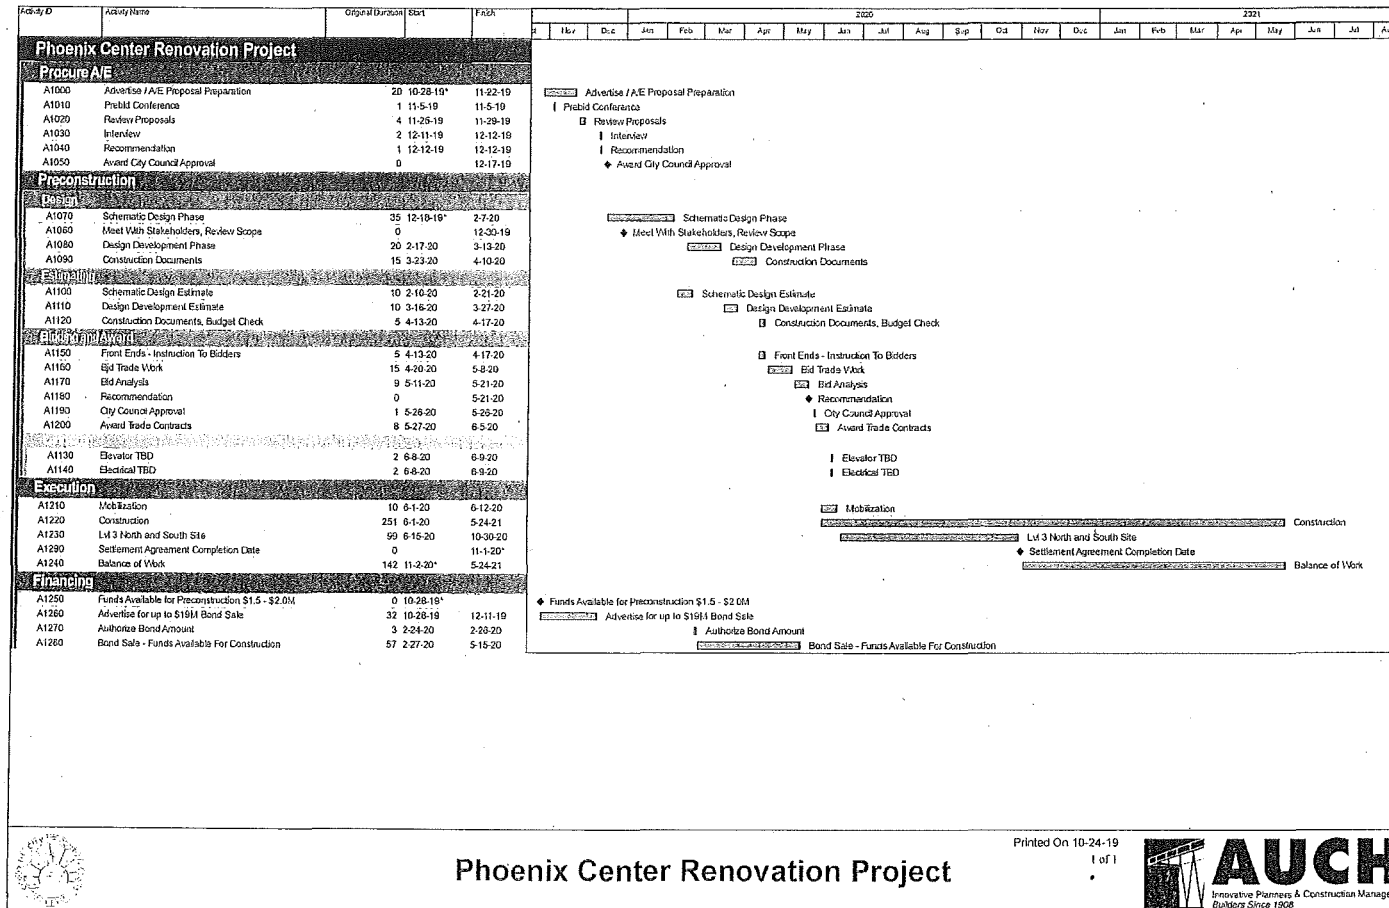 Activity ID Activity Name Original Duration Start Finish 2020 2021
Nov Dec Jan Feb Mar Apr May Jun Jul Aug Sep Oct Nov Dec Jan Feb Mar Apr May Jun Jul
Phoenix Center Renovation Project
Procure A/E
A1000 Advertise / A/E Proposal Preparation 20 10-28-19* 11-22-19 Advertise / A/E Proposal Preparation
A1010 Prebid Conference 1 11-5-19 11-5-19 Prebid Conference
A1020 Review Proposals 4 11-26-19 11-29-19 Review Proposals
A1030 Interview 2 12-11-19 12-12-19 Interview
A1040 Recommendation 1 12-12-19 12-12-19 Recommendation
A1050 Award City Council Approval 0 12-17-19 Award City Council Approval
Preconstruction
Design
A1070 Schematic Design Phase 35 12-18-19* 2-7-20 Schematic Design Phase
A1060 Meet With Stakeholders, Review Scope 0 12-30-19 Meet With Stakeholders, Review Scope
A1080 Design Development Phase 20 2-17-20 3-13-20 Design Development Phase
A1090 Construction Documents 15 3-23-20 4-10-20 Construction Documents
Estimating
A1100 Schematic Design Estimate 10 2-10-20 2-21-20 Schematic Design Estimate
A1110 Design Development Estimate 10 3-16-20 3-27-20 Design Development Estimate
A1120 Construction Documents, Budget Check 5 4-13-20 4-17-20 Construction Documents, Budget Check
Bidding and Award
A1150 Front Ends - Instruction To Bidders 5 4-13-20 4-17-20 Front Ends - Instruction To Bidders
A1160 Bid Trade Work 15 4-20-20 5-8-20 Bid Trade Work
A1170 Bid Analysis 9 5-11-20 5-21-20 Bid Analysis
A1180 Recommendation 0 5-21-20 Recommendation
A1190 City Council Approval 1 5-26-20 5-26-20 City Council Approval
A1200 Award Trade Contracts 8 5-27-20 6-5-20 Award Trade Contracts
A1130 Elevator TBD 2 6-8-20 6-9-20 Elevator TBD
A1140 Electrical TBD 2 6-8-20 6-9-20 Electrical TBD
Execution
A1210 Mobilization 10 6-1-20 6-12-20 Mobilization
A1220 Construction 251 6-1-20 5-24-21 Construction
A1230 Lvl 3 North and South Site 99 6-15-20 10-30-20 Lvl 3 North and South Site
A1290 Settlement Agreement Completion Date 0 11-1-20* Settlement Agreement Completion Date
A1240 Balance of Work 142 11-2-20* 5-24-21 Balance of Work
Financing
A1250 Funds Available for Preconstruction $1.5 - $2.0M 0 10-28-19* Funds Available for Preconstruction $1.5 - $2.0M
A1260 Advertise for up to $19M Bond Sale 32 10-28-19 12-11-19 Advertise for up to $19M Bond Sale
A1270 Authorize Bond Amount 3 2-24-20 2-26-20 Authorize Bond Amount
A1280 Bond Sale - Funds Available For Construction 57 2-27-20 5-15-20 Bond Sale - Funds Available For Construction
Phoenix Center Renovation Project
Printed On 10-24-19
1 of 1
AUCH
Innovative Planners & Construction Manage
Builders Since 1908